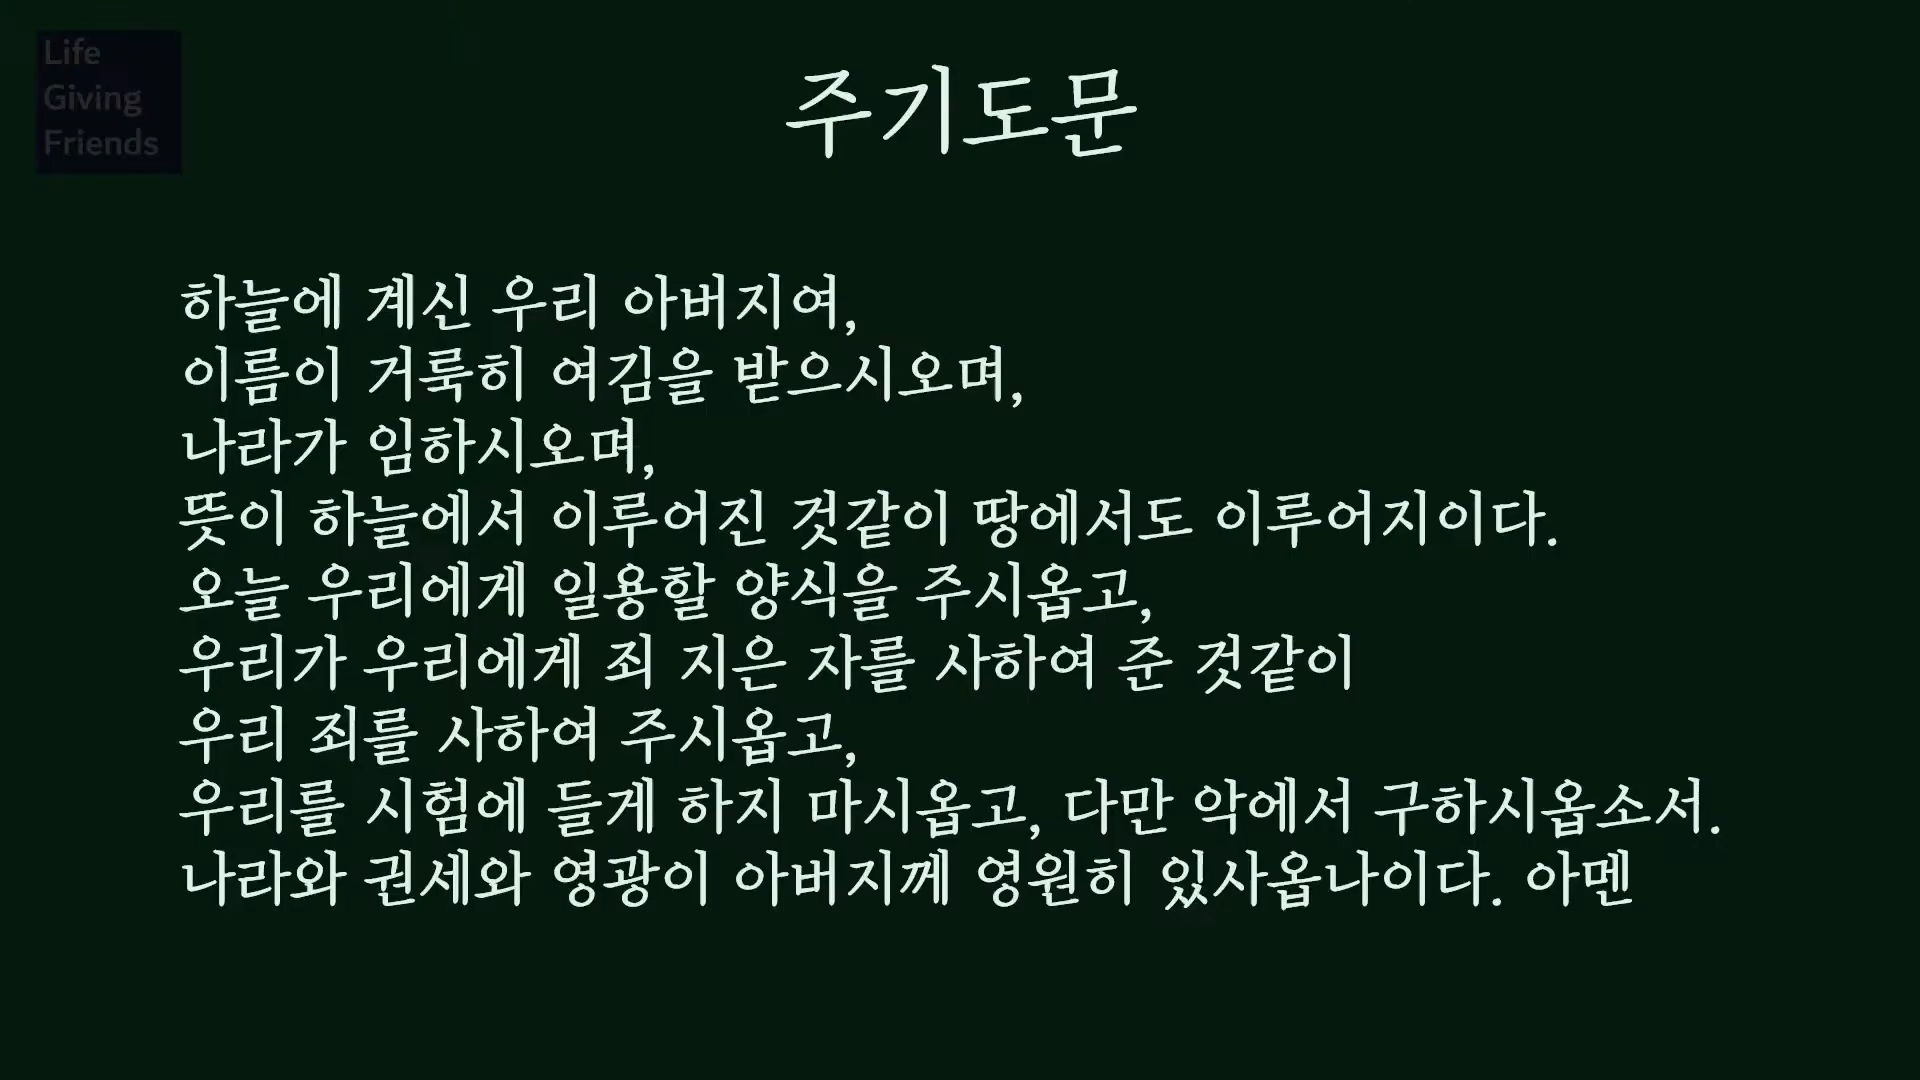 Life
Giving
Friends
주기도문
하늘에 계신 우리 아버지여,
이름이 거룩히 여김을 받으시오며,
나라가 임하시오며,
뜻이 하늘에서 이루어진 것같이 땅에서도 이루어지이다.
오늘 우리에게 일용할 양식을 주시옵고,
우리가 우리에게 죄 지은 자를 사하여 준 것같이
우리 죄를 사하여 주시옵고,
우리를 시험에 들게 하지 마시옵고, 다만 악에서 구하시옵소서.
나라와 권세와 영광이 아버지께 영원히 있사옵나이다. 아멘